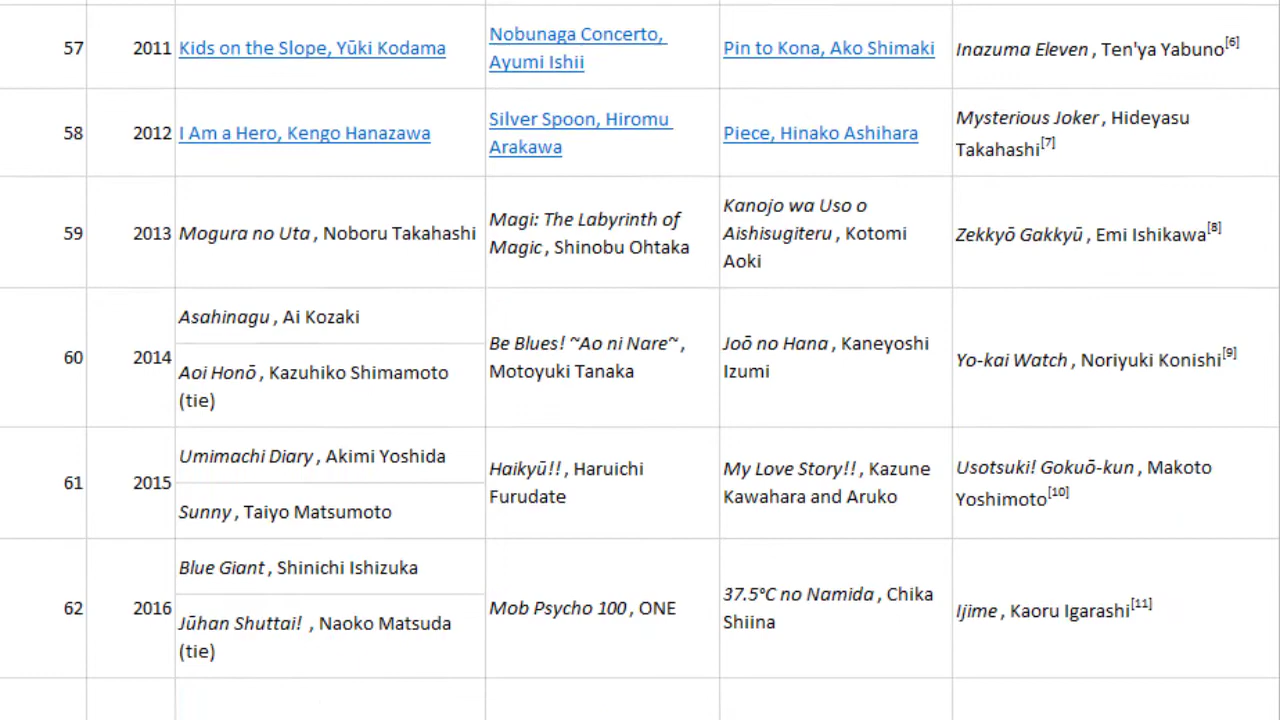 57
2011
Kids on the Slope, Yūki Kodama
Nobunaga Concerto,
Ayumi Ishii
Pin to Kona, Ako Shimaki
Inazuma Eleven, Ten'ya Yabuno[6]
58
2012
I Am a Hero, Kengo Hanazawa
Silver Spoon, Hiromu
Arakawa
Piece, Hinako Ashihara
Mysterious Joker, Hideyasu
Takahashi[7]
59
2013
Mogura no Uta, Noboru Takahashi
Magi: The Labyrinth of
Magic, Shinobu Ohtaka
Kanojo wa Uso o
Aishisugiteru, Kotomi
Aoki
Zekkyō Gakkyū, Emi Ishikawa[8]
60
2014
Asahinagu, Ai Kozaki
Aoi Honō, Kazuhiko Shimamoto
(tie)
Be Blues! ~Ao ni Nare~,
Motoyuki Tanaka
Joō no Hana, Kaneyoshi
Izumi
Yo-kai Watch, Noriyuki Konishi[9]
61
2015
Umimachi Diary, Akimi Yoshida
Sunny, Taiyo Matsumoto
Haikyū!!, Haruichi
Furudate
My Love Story!!, Kazune
Kawahara and Aruko
Usotsuki! Gokuō-kun, Makoto
Yoshimoto[10]
62
2016
Blue Giant, Shinichi Ishizuka
Jūhan Shuttai! , Naoko Matsuda
(tie)
Mob Psycho 100, ONE
37.5°C no Namida, Chika
Shiina
Ijime, Kaoru Igarashi[11]